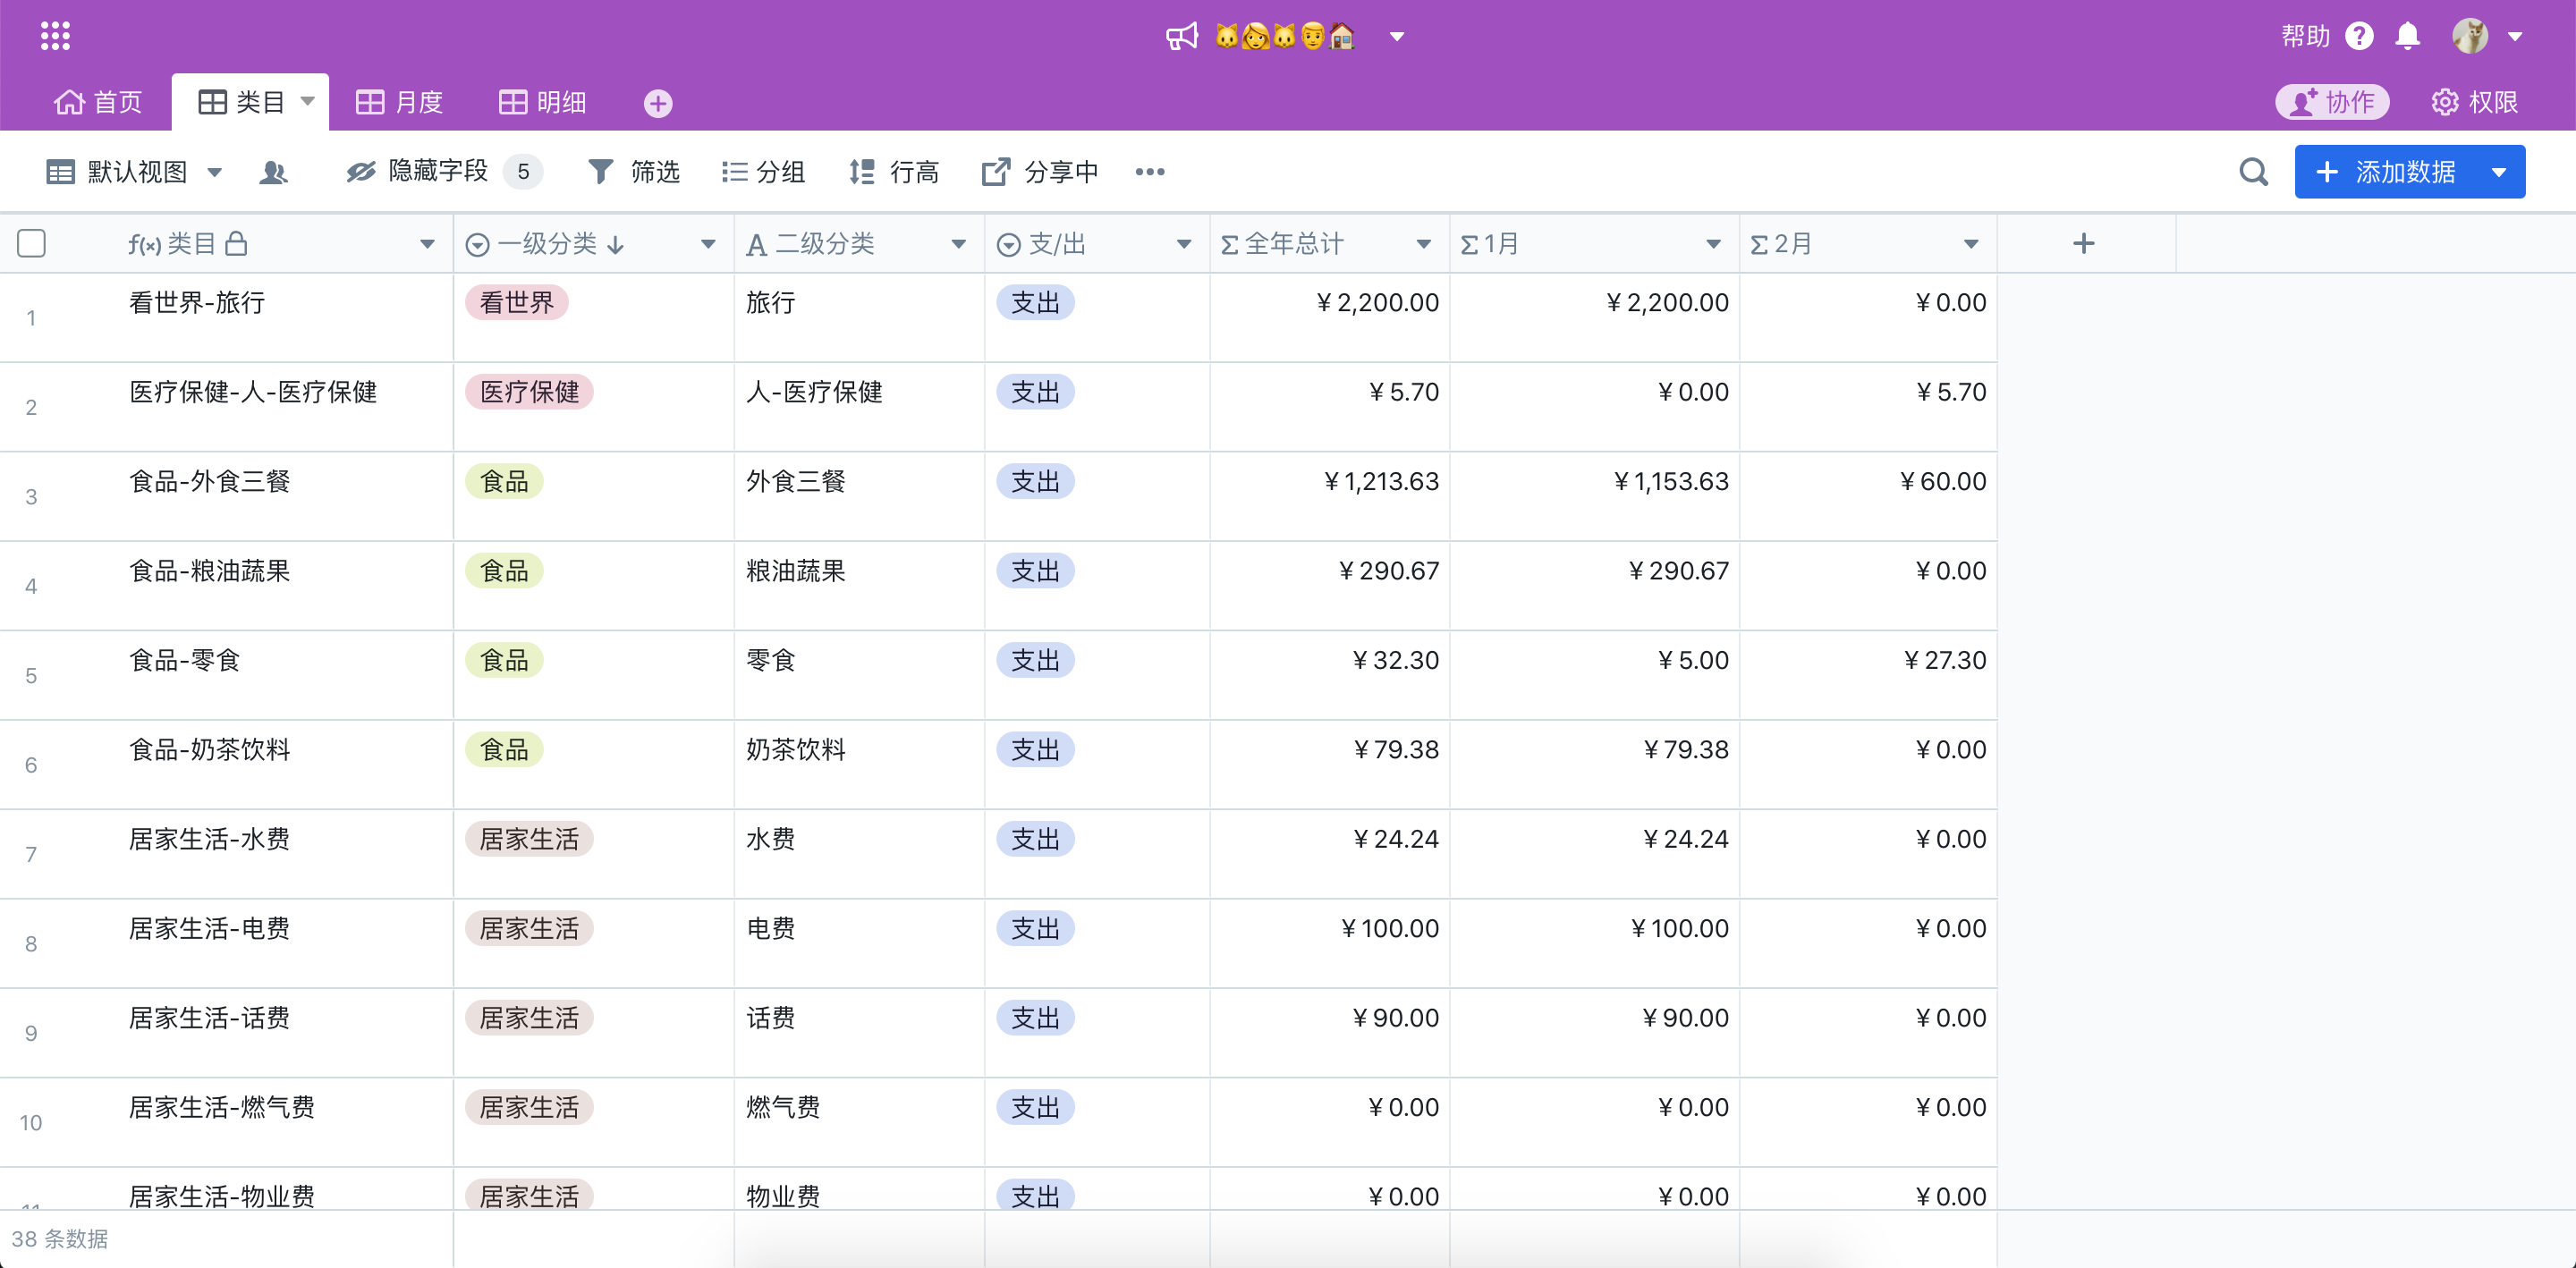 帮助
首页 类目 月度 明细 协作 权限
默认视图 隐藏字段 5 筛选 分组 行高 分享中 添加数据
f(x) 类目 一级分类 二级分类 支/出 Σ 全年总计 Σ 1月 Σ 2月
1 看世界-旅行 看世界 旅行 支出 ¥2,200.00 ¥2,200.00 ¥0.00
2 医疗保健-人-医疗保健 医疗保健 人-医疗保健 支出 ¥5.70 ¥0.00 ¥5.70
3 食品-外食三餐 食品 外食三餐 支出 ¥1,213.63 ¥1,153.63 ¥60.00
4 食品-粮油蔬果 食品 粮油蔬果 支出 ¥290.67 ¥290.67 ¥0.00
5 食品-零食 食品 零食 支出 ¥32.30 ¥5.00 ¥27.30
6 食品-奶茶饮料 食品 奶茶饮料 支出 ¥79.38 ¥79.38 ¥0.00
7 居家生活-水费 居家生活 水费 支出 ¥24.24 ¥24.24 ¥0.00
8 居家生活-电费 居家生活 电费 支出 ¥100.00 ¥100.00 ¥0.00
9 居家生活-话费 居家生活 话费 支出 ¥90.00 ¥90.00 ¥0.00
10 居家生活-燃气费 居家生活 燃气费 支出 ¥0.00 ¥0.00 ¥0.00
11 居家生活-物业费 居家生活 物业费 支出 ¥0.00 ¥0.00 ¥0.00
38 条数据